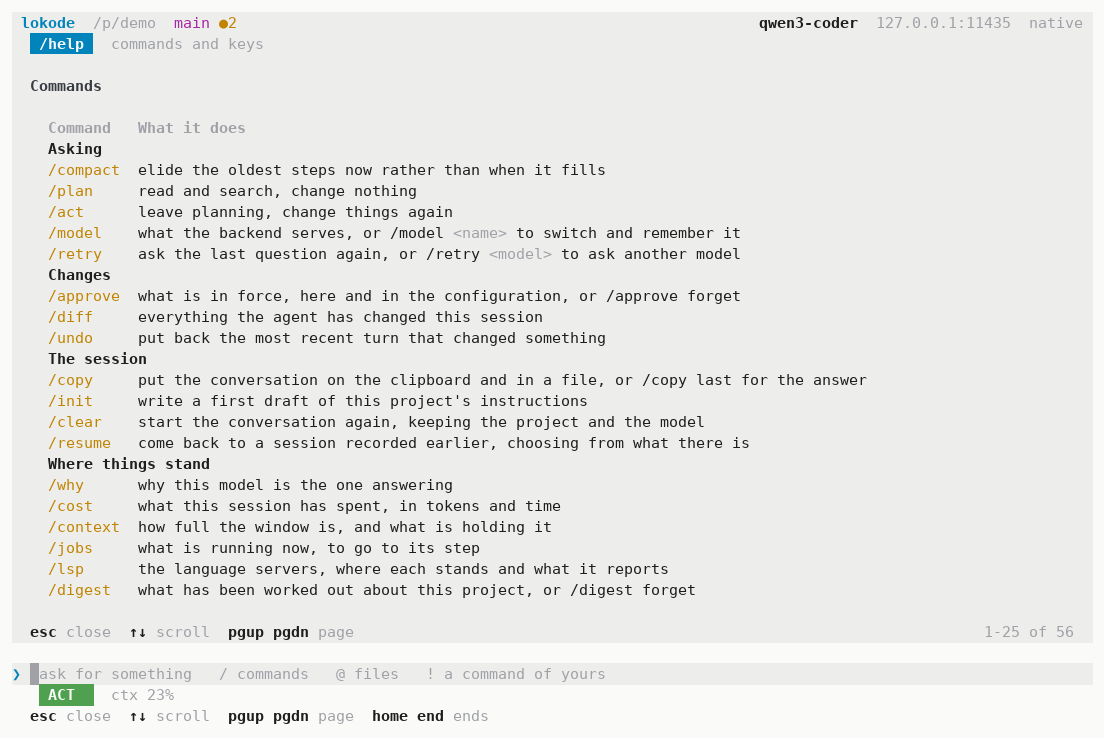 lokode  /p/demo  main ●2  qwen3-coder  127.0.0.1:11435  native
/help  commands and keys
Commands
Command  What it does
Asking
/compact  elide the oldest steps now rather than when it fills
/plan  read and search, change nothing
/act  leave planning, change things again
/model  what the backend serves, or /model <name> to switch and remember it
/retry  ask the last question again, or /retry <model> to ask another model
Changes
/approve  what is in force, here and in the configuration, or /approve forget
/diff  everything the agent has changed this session
/undo  put back the most recent turn that changed something
The session
/copy  put the conversation on the clipboard and in a file, or /copy last for the answer
/init  write a first draft of this project's instructions
/clear  start the conversation again, keeping the project and the model
/resume  come back to a session recorded earlier, choosing from what there is
Where things stand
/why  why this model is the one answering
/cost  what this session has spent, in tokens and time
/context  how full the window is, and what is holding it
/jobs  what is running now, to go to its step
/lsp  the language servers, where each stands and what it reports
/digest  what has been worked out about this project, or /digest forget
esc close  ↑↓ scroll  pgup pgdn page  1-25 of 56
❯ ask for something  / commands  @ files  ! a command of yours
ACT  ctx 23%
esc close  ↑↓ scroll  pgup pgdn page  home end ends